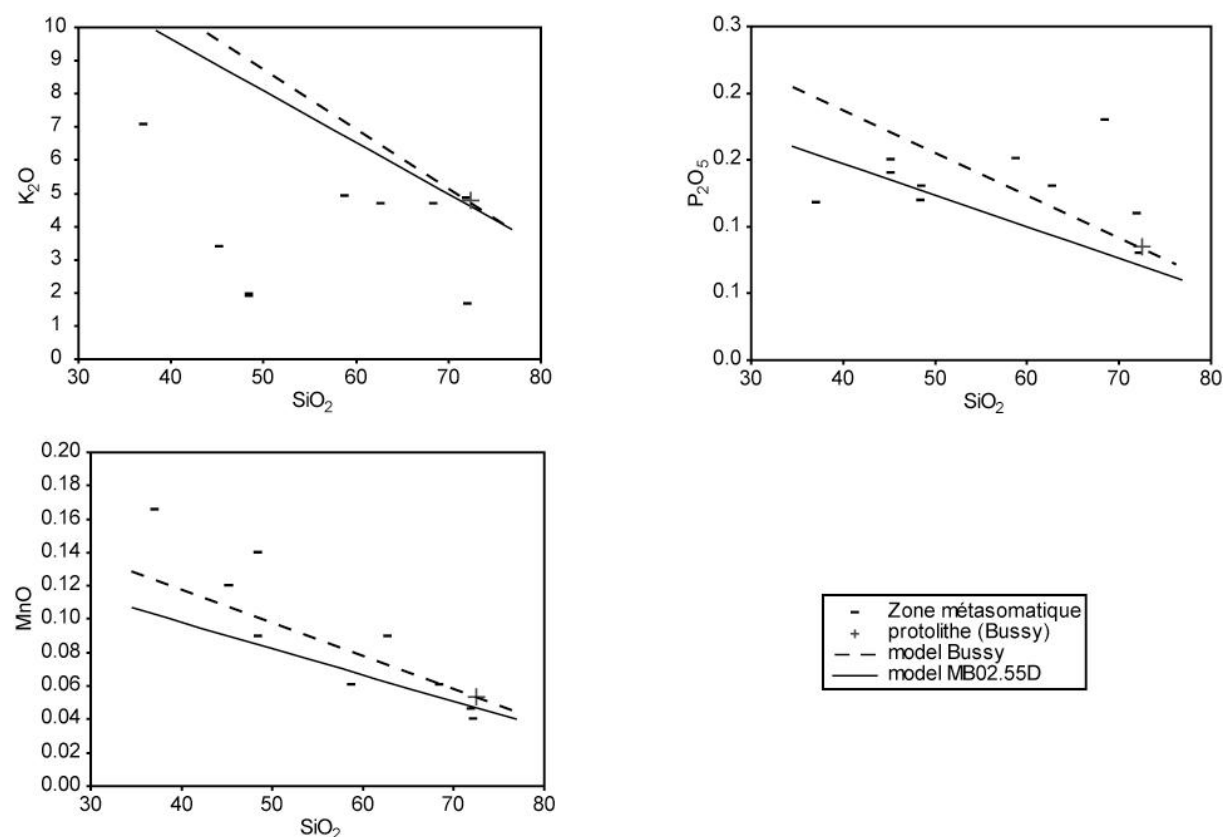 10
9
8
7
6
5
4
3
2
1
0
K₂O
30 40 50 60 70 80
SiO₂
0.3
0.2
0.2
0.1
0.1
0.0
P₂O₅
30 40 50 60 70 80
SiO₂
0.20
0.18
0.16
0.14
0.12
0.10
0.08
0.06
0.04
0.02
0.00
MnO
30 40 50 60 70 80
SiO₂
Zone métasomatique
protolithe (Bussy)
model Bussy
model MB02.55D